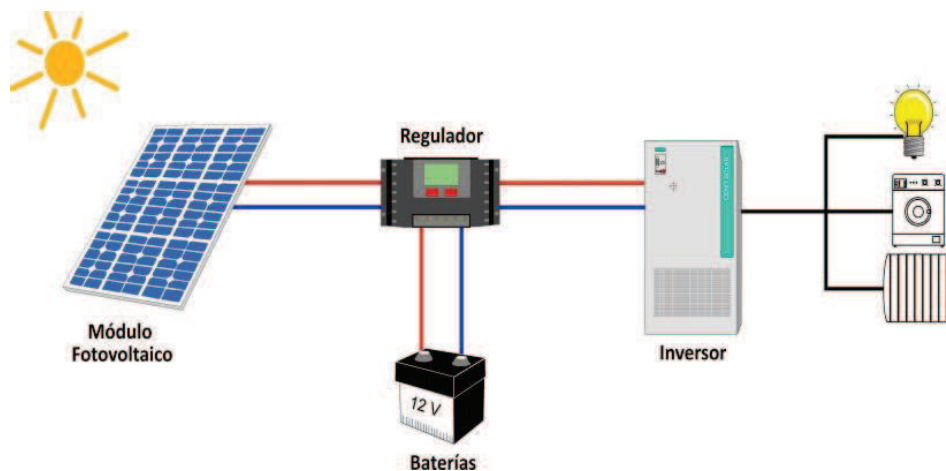 Regulador
Módulo
Fotovoltaico
Inversor
12 V
Baterías